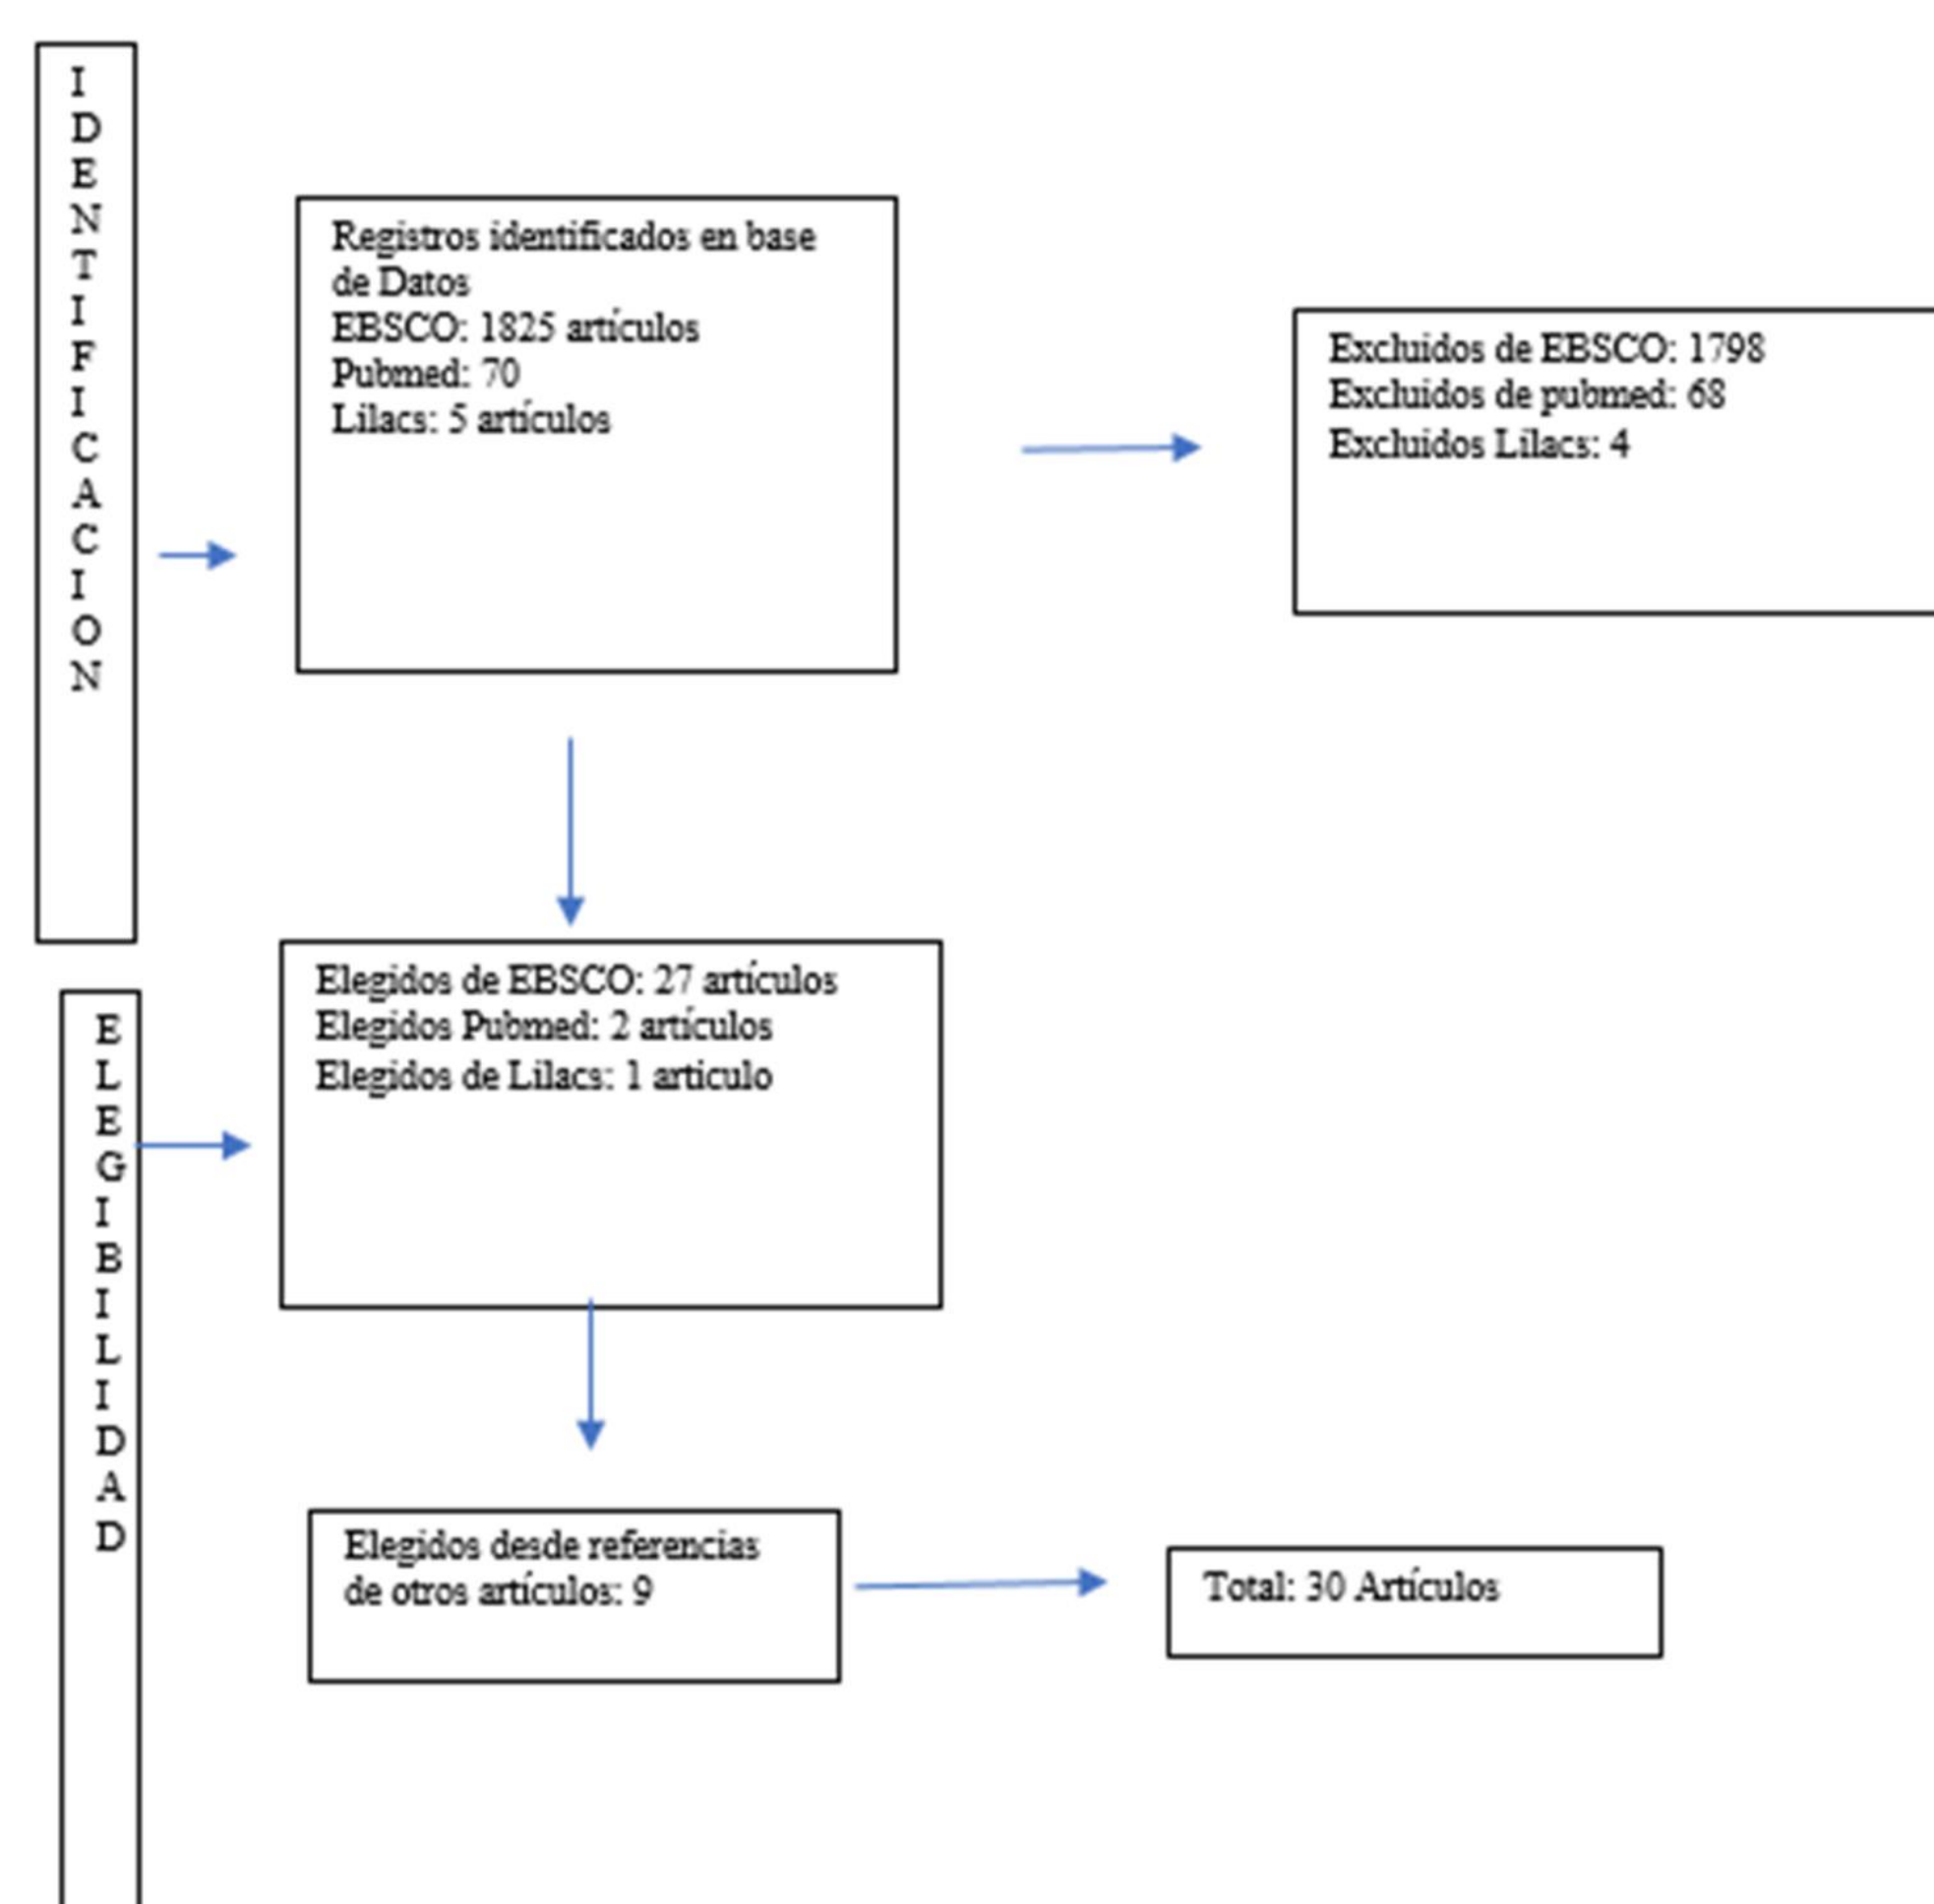 I
D
E
N
T
I
F
I
C
A
C
I
O
N
Registros identificados en base
de Datos
EBSCO: 1825 artículos
Pubmed: 70
Lilacs: 5 artículos
Excluidos de EBSCO: 1798
Excluidos de pubmed: 68
Excluidos Lilacs: 4
E
L
E
G
I
B
I
L
I
D
A
D
Elegidos de EBSCO: 27 artículos
Elegidos Pubmed: 2 artículos
Elegidos de Lilacs: 1 articulo
Elegidos desde referencias
de otros artículos: 9
Total: 30 Artículos